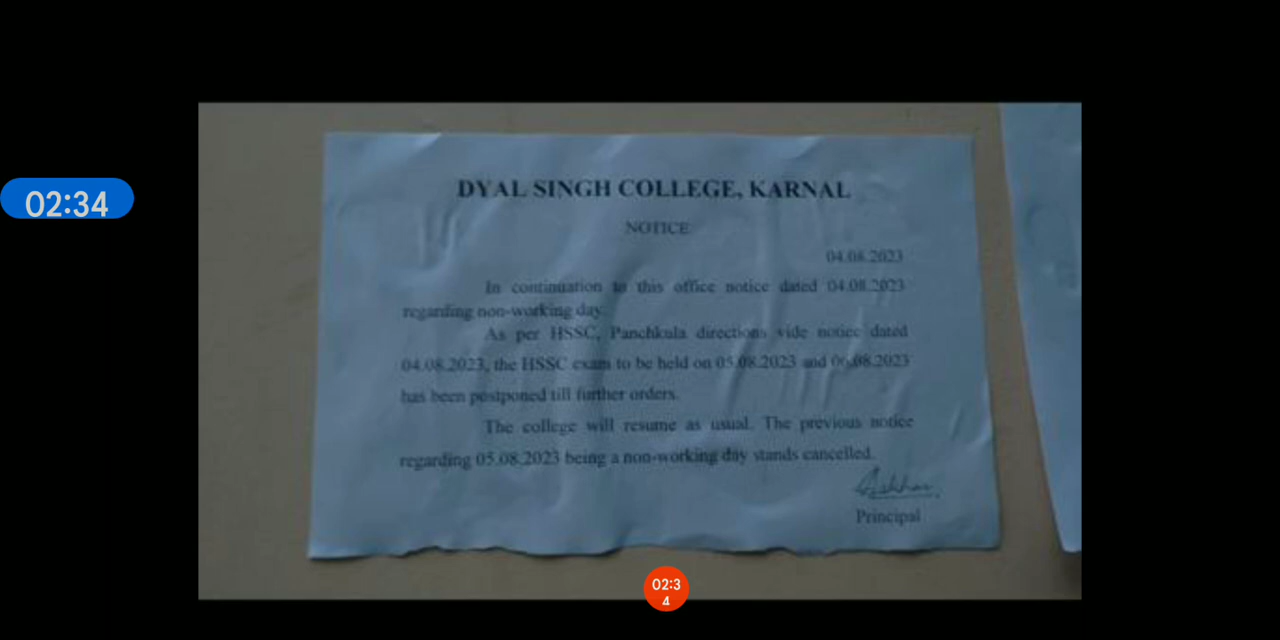 02:34
DYAL SINGH COLLEGE, KARNAL
NOTICE
04.08.2023
In continuation to this office notice dated 04.08.2023
regarding non-working day.
As per HSSC, Panchkula directions vide notice dated
04.08.2023, the HSSC exam to be held on 05.08.2023 and 06.08.2023
has been postponed till further orders.
The college will resume as usual. The previous notice
regarding 05.08.2023 being a non-working day stands cancelled.
Principal
02:3
4